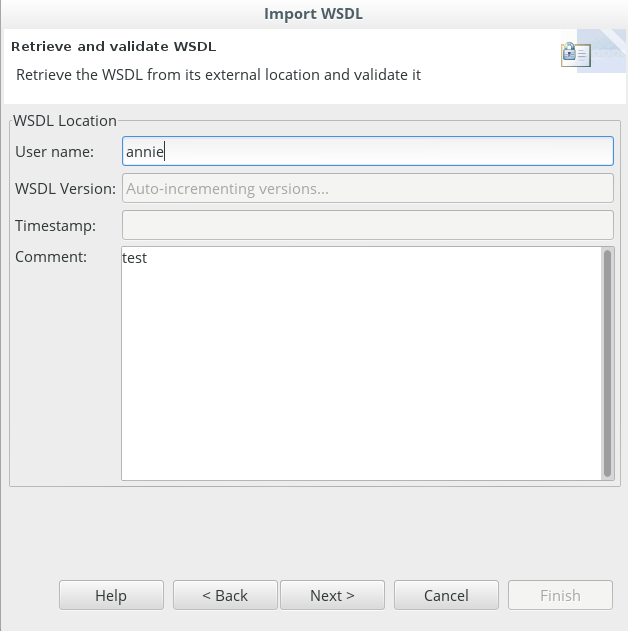 Import WSDL
Retrieve and validate WSDL
Retrieve the WSDL from its external location and validate it
WSDL Location
User name: annie
WSDL Version: Auto-incrementing versions...
Timestamp:
Comment: test
Help < Back Next > Cancel Finish